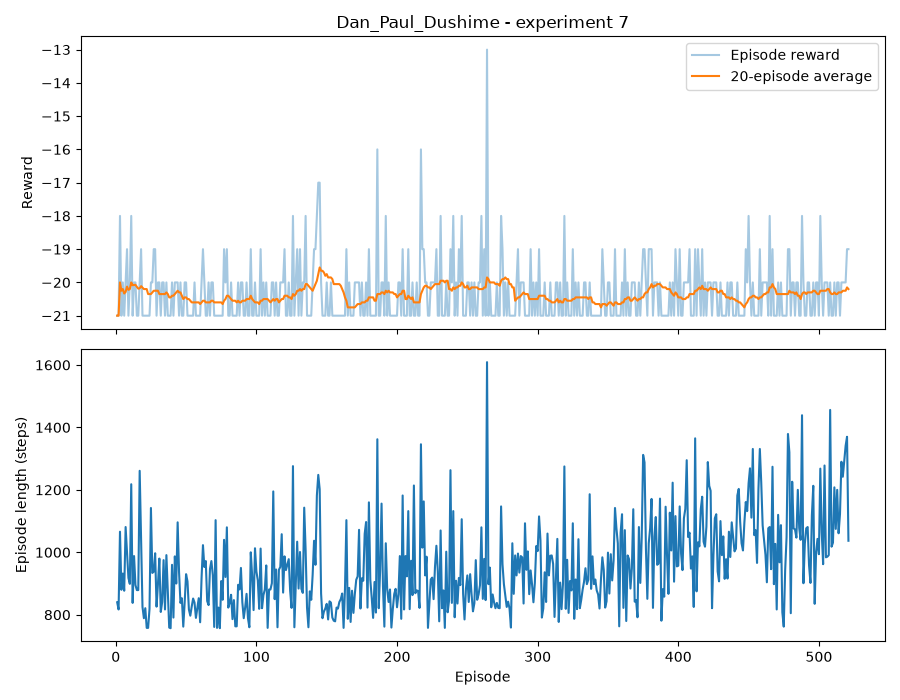 Dan_Paul_Dushime - experiment 7
Episode reward
20-episode average
Reward
−13
−14
−15
−16
−17
−18
−19
−20
−21
Episode length (steps)
1600
1400
1200
1000
800
0 100 200 300 400 500
Episode